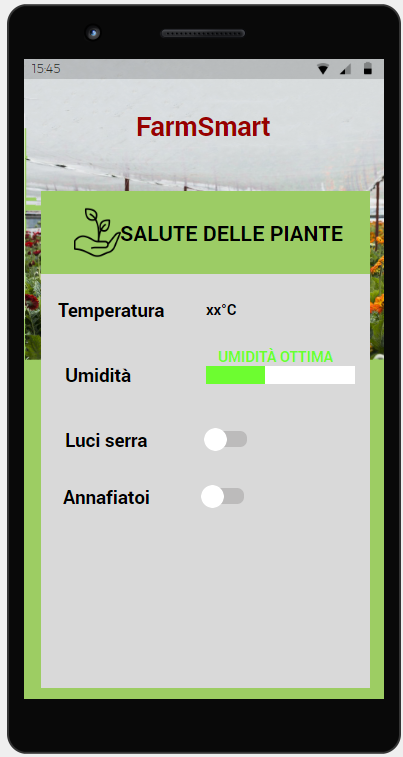 15:45
FarmSmart
SALUTE DELLE PIANTE
Temperatura xx°C
UMIDITÀ OTTIMA
Umidità
Luci serra
Annafiatoi